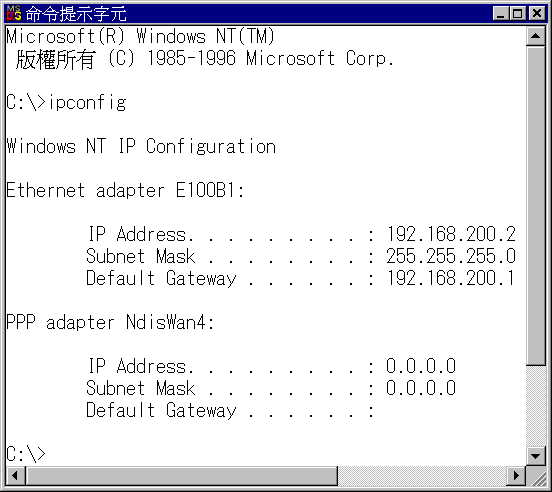 命令提示字元
Microsoft(R) Windows NT(TM)
版權所有 (C) 1985-1996 Microsoft Corp.
C:\>ipconfig
Windows NT IP Configuration
Ethernet adapter E100B1:
IP Address. . . . . . . . . : 192.168.200.2
Subnet Mask . . . . . . . . : 255.255.255.0
Default Gateway . . . . . . : 192.168.200.1
PPP adapter NdisWan4:
IP Address. . . . . . . . . : 0.0.0.0
Subnet Mask . . . . . . . . : 0.0.0.0
Default Gateway . . . . . . :
C:\>